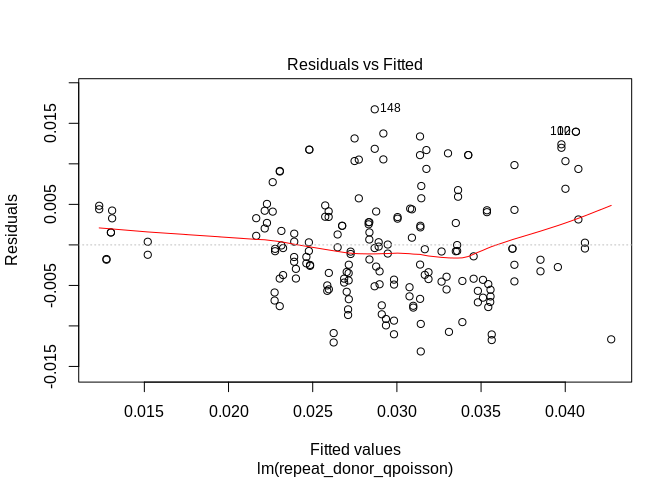 Residuals vs Fitted
148
0.015
0.005
-0.005
-0.015
Residuals
0.015 0.020 0.025 0.030 0.035 0.040
Fitted values
lm(repeat_donor_qpoisson)